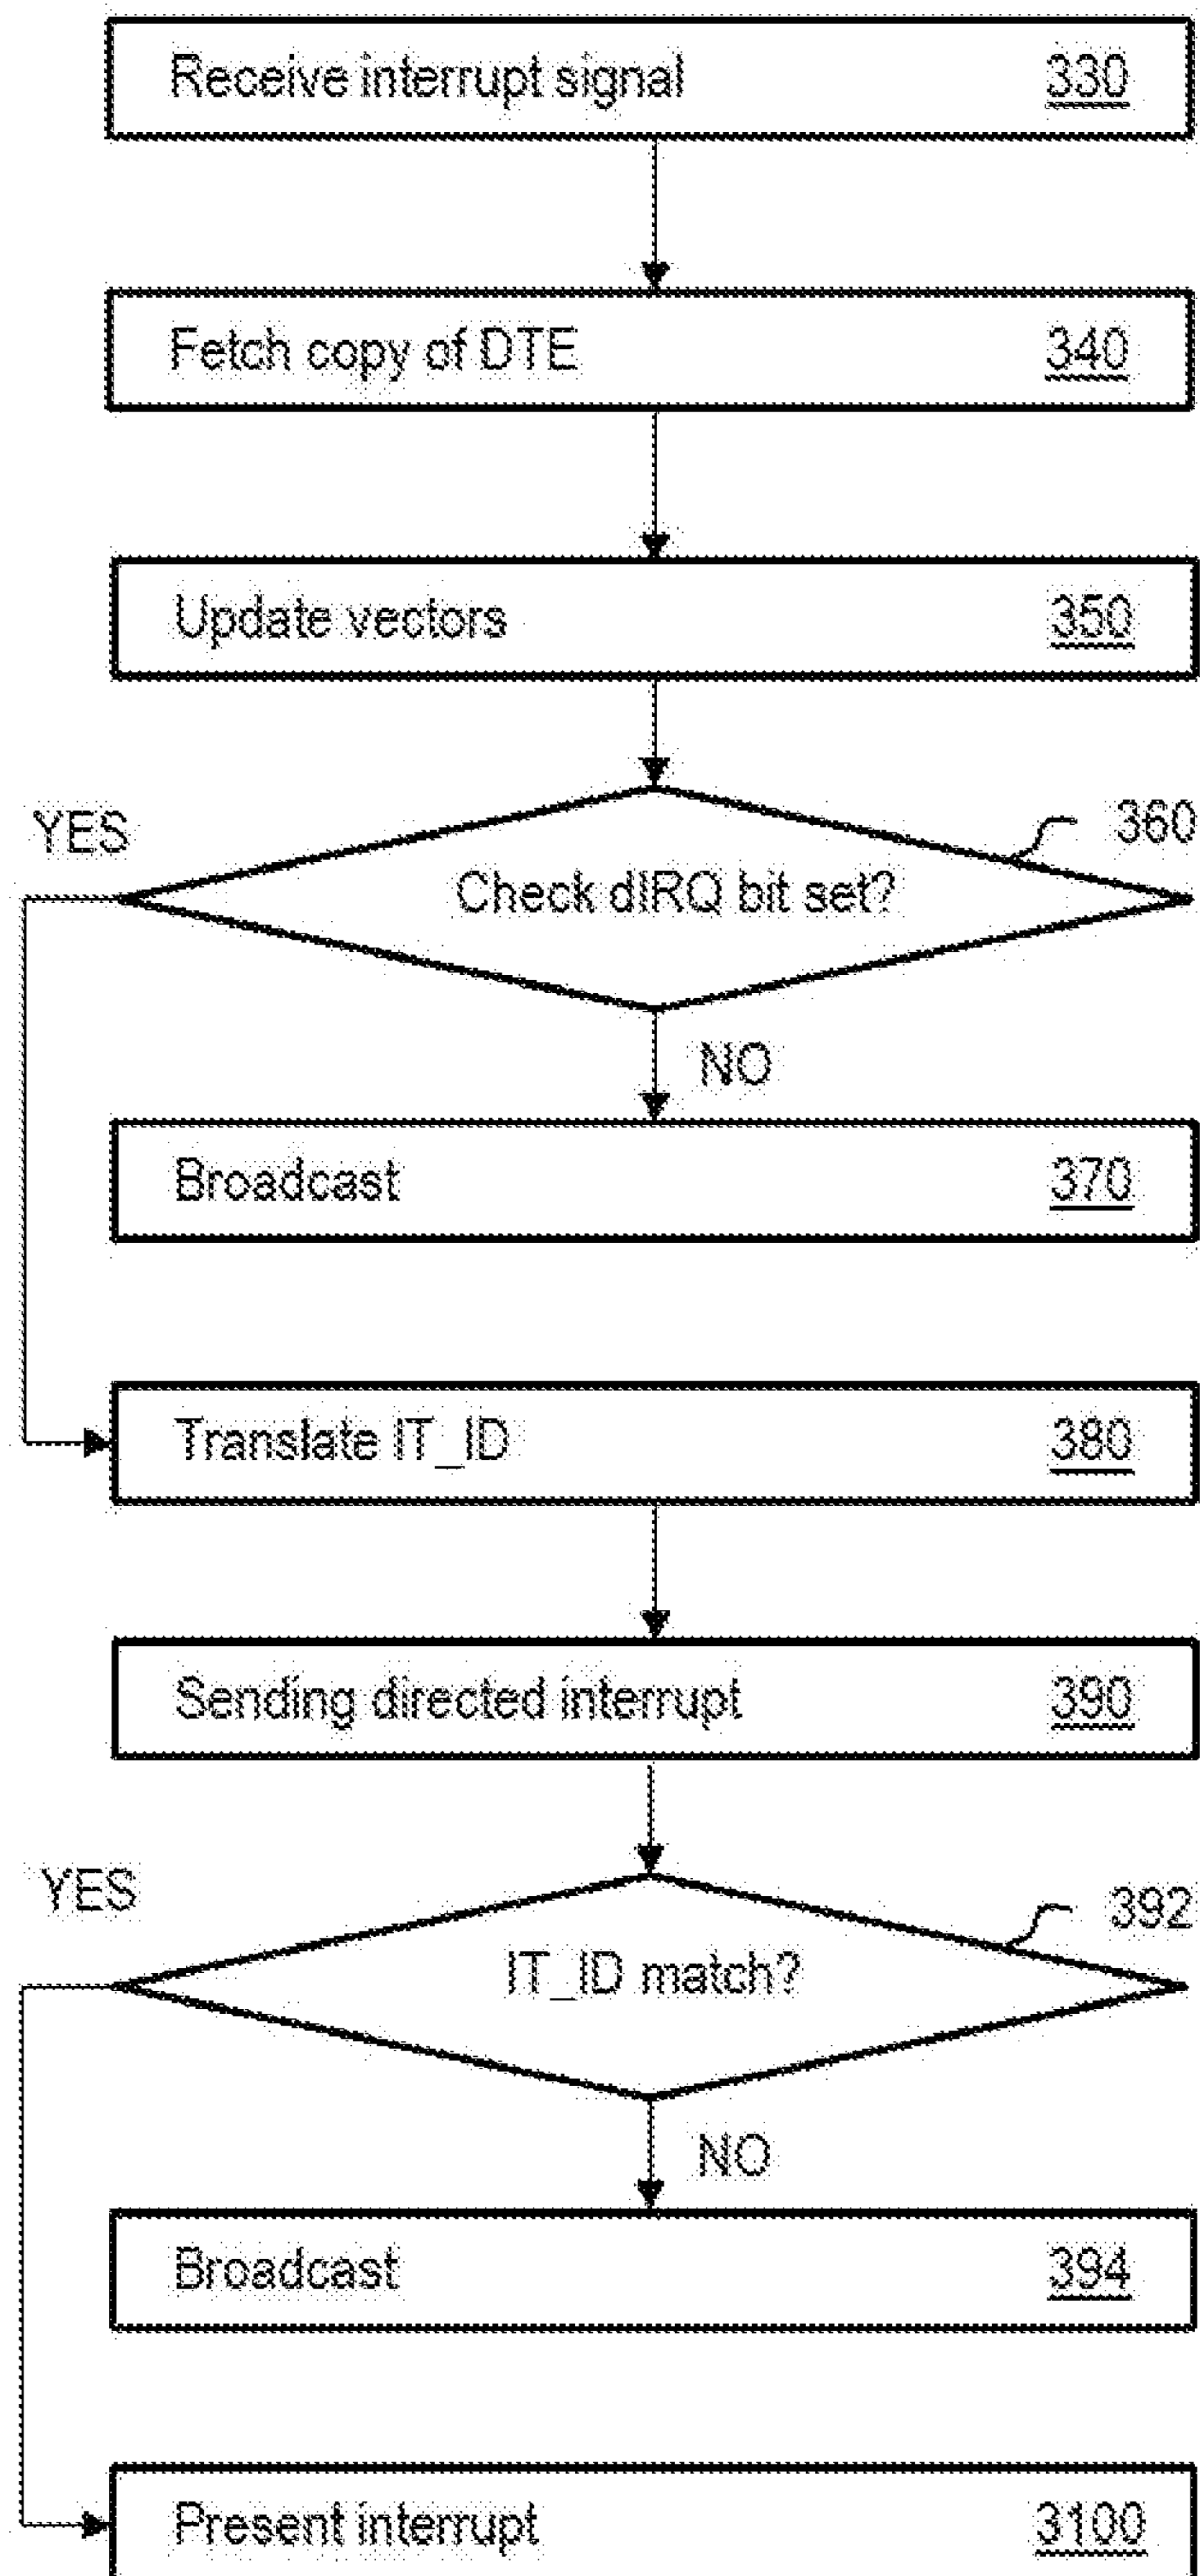 Receive interrupt signal 330
Fetch copy of DTE 340
Update vectors 350
YES
360
Check dIRQ bit set?
NO
Broadcast 370
Translate IT_ID 380
Sending directed interrupt 390
YES
392
IT_ID match?
NO
Broadcast 394
Present interrupt 3100